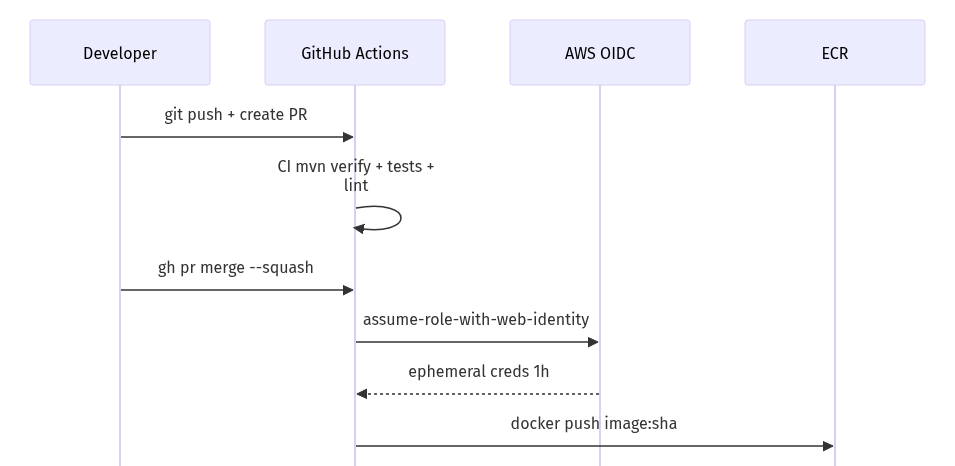 Developer
GitHub Actions
AWS OIDC
ECR
git push + create PR
CI mvn verify + tests +
lint
gh pr merge --squash
assume-role-with-web-identity
ephemeral creds 1h
docker push image:sha